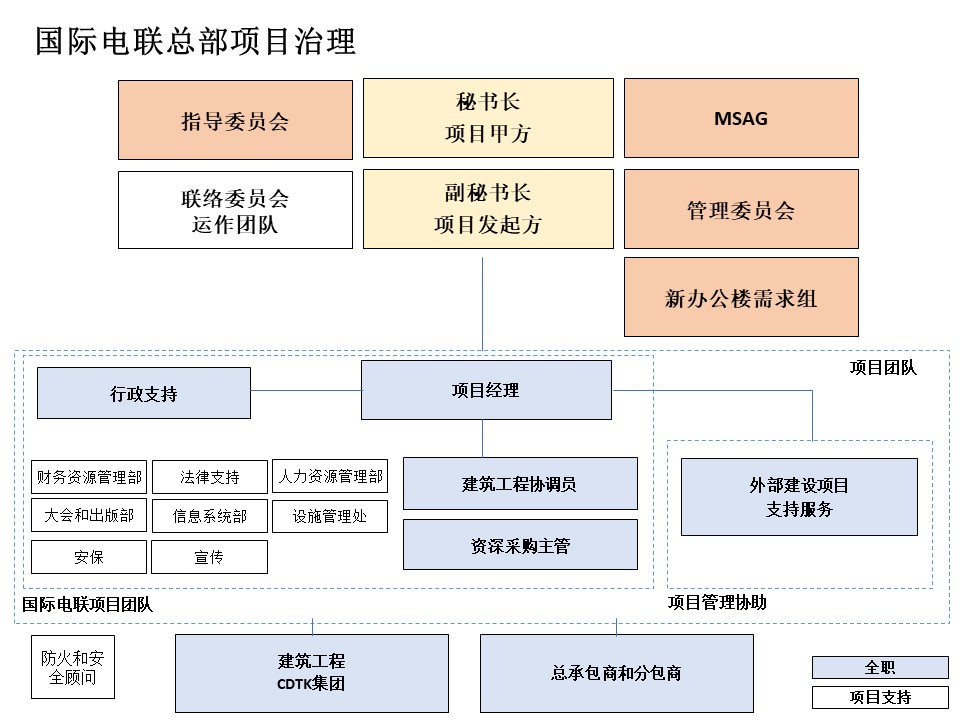 国际电联总部项目治理
指导委员会
秘书长
项目甲方
MSAG
联络委员会
运作团队
副秘书长
项目发起方
管理委员会
新办公楼需求组
项目团队
行政支持
项目经理
财务资源管理部
法律支持
人力资源管理部
大会和出版部
信息系统部
设施管理处
安保
宣传
建筑工程协调员
资深采购主管
外部建设项目
支持服务
国际电联项目团队
项目管理协助
防火和安
全顾问
建筑工程
CDTK集团
总承包商和分包商
全职
项目支持